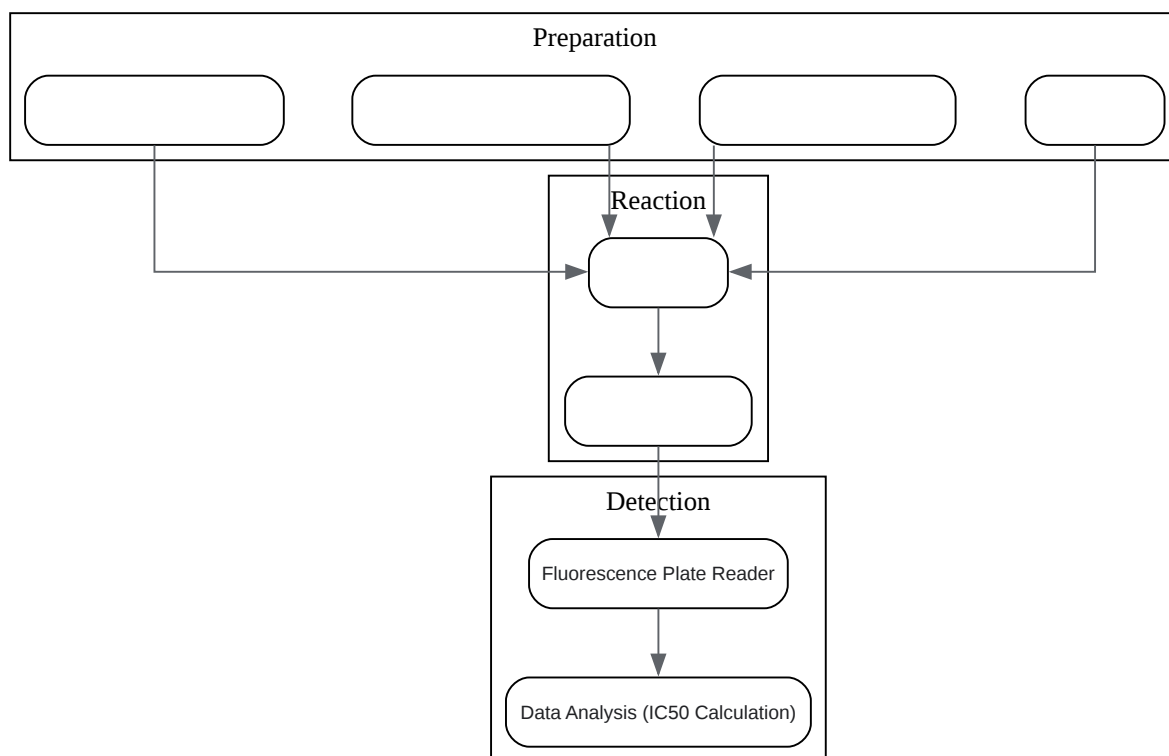 Preparation
Reaction
Detection
Fluorescence Plate Reader
Data Analysis (IC50 Calculation)